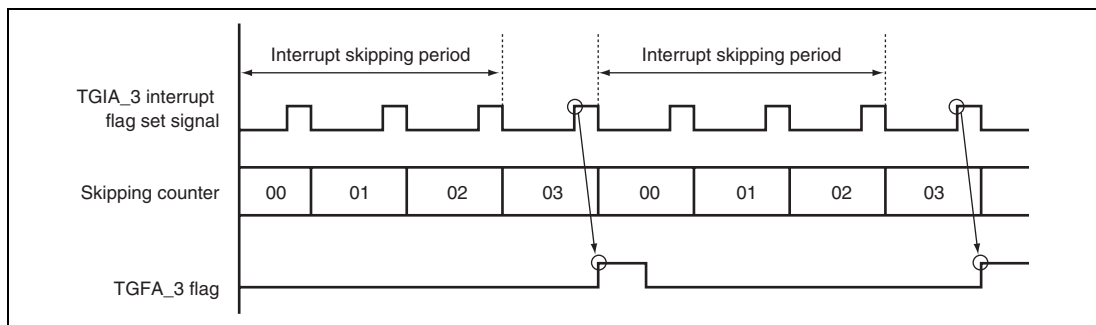 Interrupt skipping period
Interrupt skipping period
TGIA_3 interrupt
flag set signal
Skipping counter
00 01 02 03 00 01 02 03
TGFA_3 flag